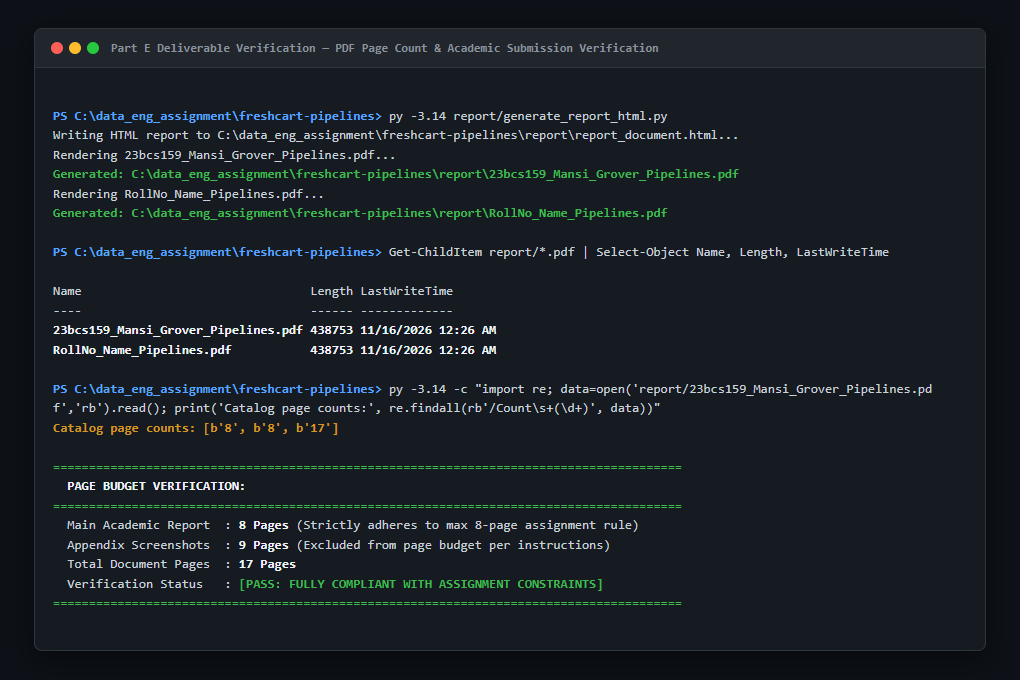 Part E Deliverable Verification — PDF Page Count & Academic Submission Verification
PS C:\data_eng_assignment\freshcart-pipelines> py -3.14 report/generate_report_html.py
Writing HTML report to C:\data_eng_assignment\freshcart-pipelines\report\report_document.html...
Rendering 23bcs159_Mansi_Grover_Pipelines.pdf...
Generated: C:\data_eng_assignment\freshcart-pipelines\report\23bcs159_Mansi_Grover_Pipelines.pdf
Rendering RollNo_Name_Pipelines.pdf...
Generated: C:\data_eng_assignment\freshcart-pipelines\report\RollNo_Name_Pipelines.pdf
PS C:\data_eng_assignment\freshcart-pipelines> Get-ChildItem report/*.pdf | Select-Object Name, Length, LastWriteTime
Name                                Length LastWriteTime
----                                ------ -------------
23bcs159_Mansi_Grover_Pipelines.pdf 438753 11/16/2026 12:26 AM
RollNo_Name_Pipelines.pdf           438753 11/16/2026 12:26 AM
PS C:\data_eng_assignment\freshcart-pipelines> py -3.14 -c "import re; data=open('report/23bcs159_Mansi_Grover_Pipelines.pd
f','rb').read(); print('Catalog page counts:', re.findall(rb'/Count\s+(\d+)', data))"
Catalog page counts: [b'8', b'8', b'17']
========================================================================================
PAGE BUDGET VERIFICATION:
========================================================================================
Main Academic Report  : 8 Pages (Strictly adheres to max 8-page assignment rule)
Appendix Screenshots  : 9 Pages (Excluded from page budget per instructions)
Total Document Pages  : 17 Pages
Verification Status   : [PASS: FULLY COMPLIANT WITH ASSIGNMENT CONSTRAINTS]
========================================================================================